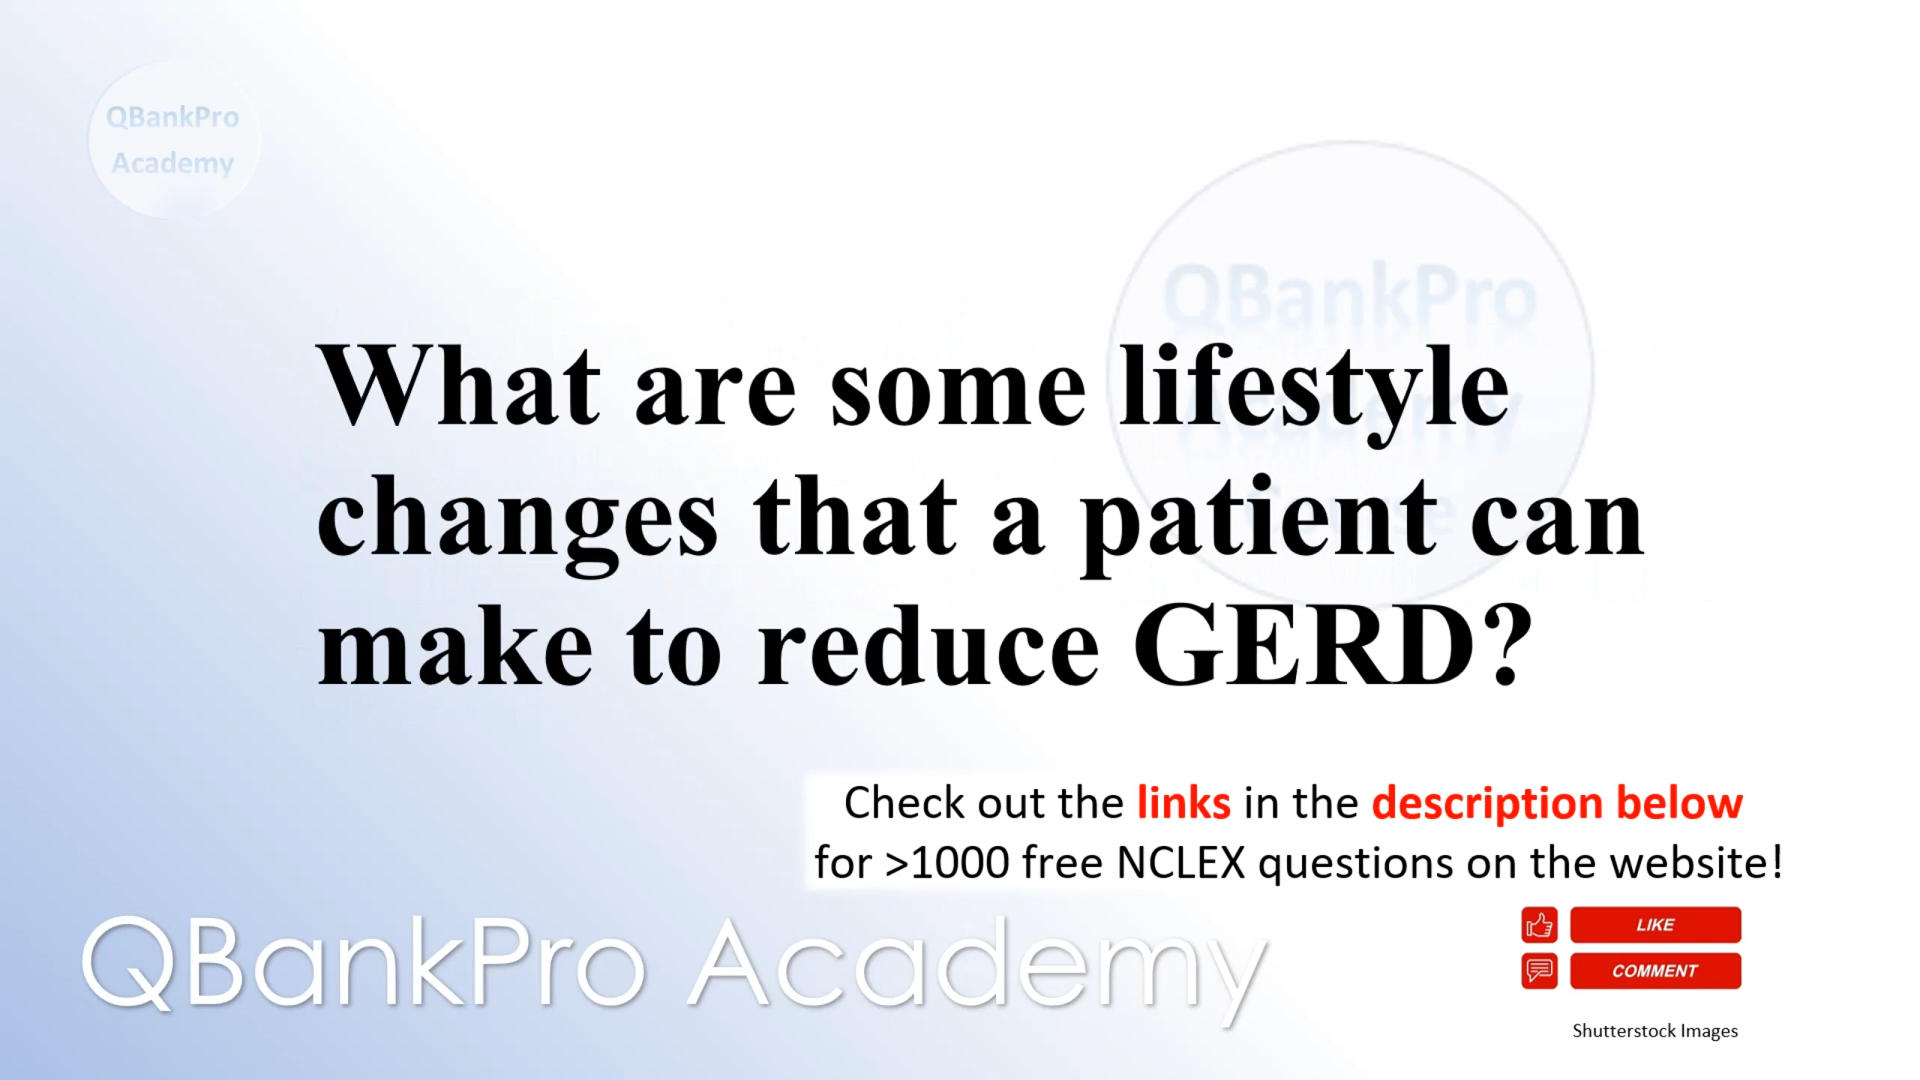 QBankPro
Academy
QBankPro
What are some lifestyle
changes that a patient can
make to reduce GERD?
Check out the links in the description below
for >1000 free NCLEX questions on the website!
QBankPro Academy
LIKE
COMMENT
Shutterstock Images